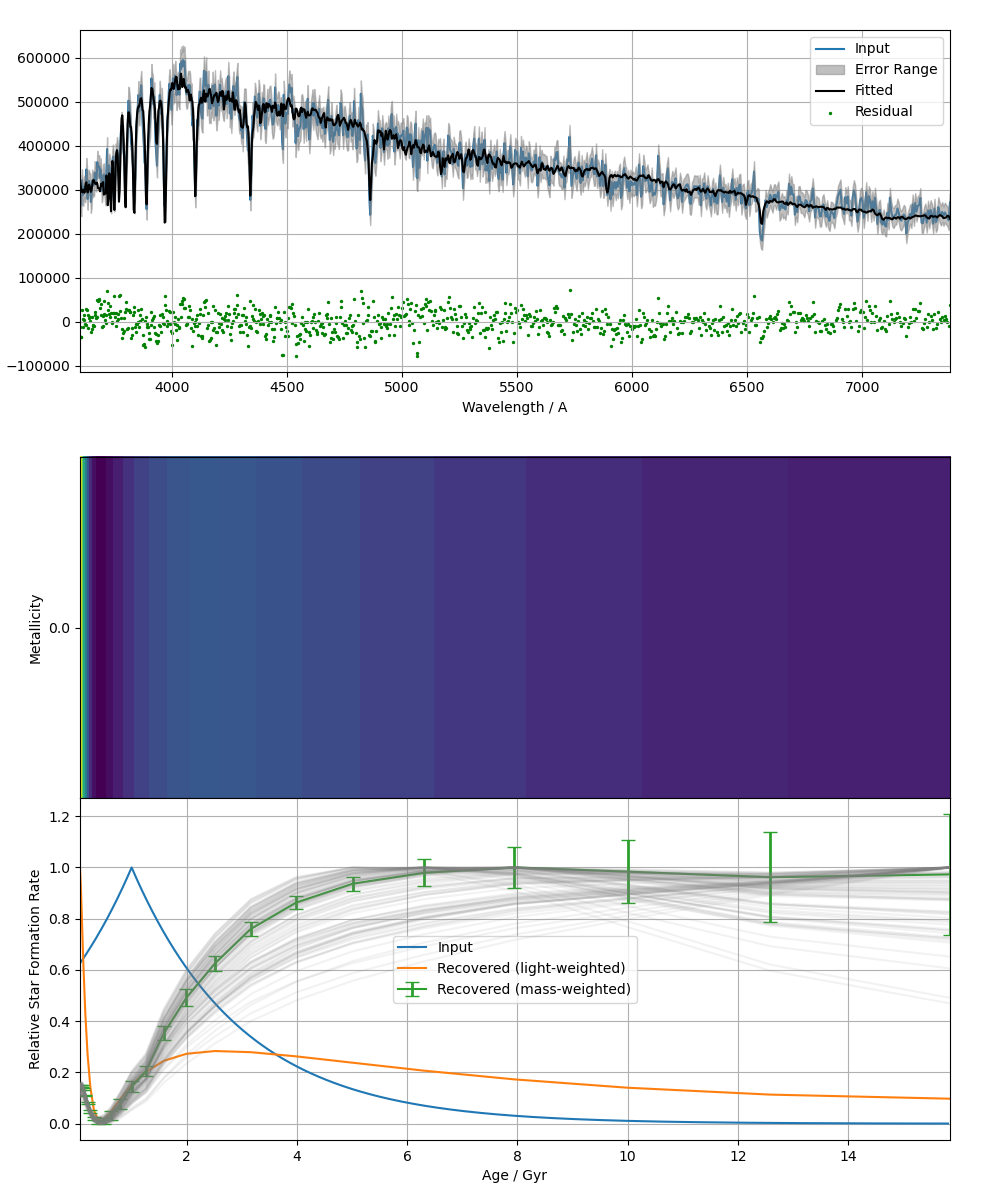 600000
500000
400000
300000
200000
100000
0
−100000
Input
Error Range
Fitted
Residual
4000
4500
5000
5500
6000
6500
7000
Wavelength / A
Metallicity
0.0
Relative Star Formation Rate
1.2
1.0
0.8
0.6
0.4
0.2
0.0
Input
Recovered (light-weighted)
Recovered (mass-weighted)
2
4
6
8
10
12
14
Age / Gyr